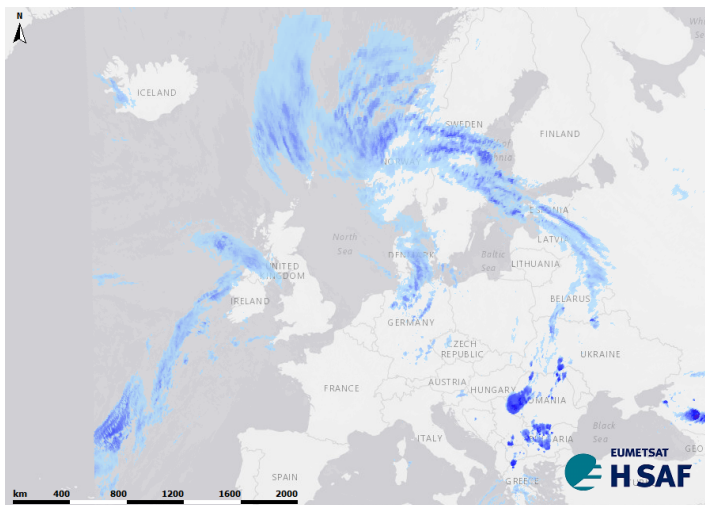 N
ICELAND
SWEDEN
FINLAND
NORWAY
ESTONIA
North
Sea
LATVIA
DENMARK
Baltic
Sea
LITHUANIA
UNITED
KINGDOM
IRELAND
BELARUS
GERMANY
CZECH
REPUBLIC
UKRAINE
FRANCE
AUSTRIA
HUNGARY
ROMANIA
Black
Sea
ITALY
BULGARIA
GEO
SPAIN
GREECE
EUMETSAT
H SAF
km 400 800 1200 1600 2000